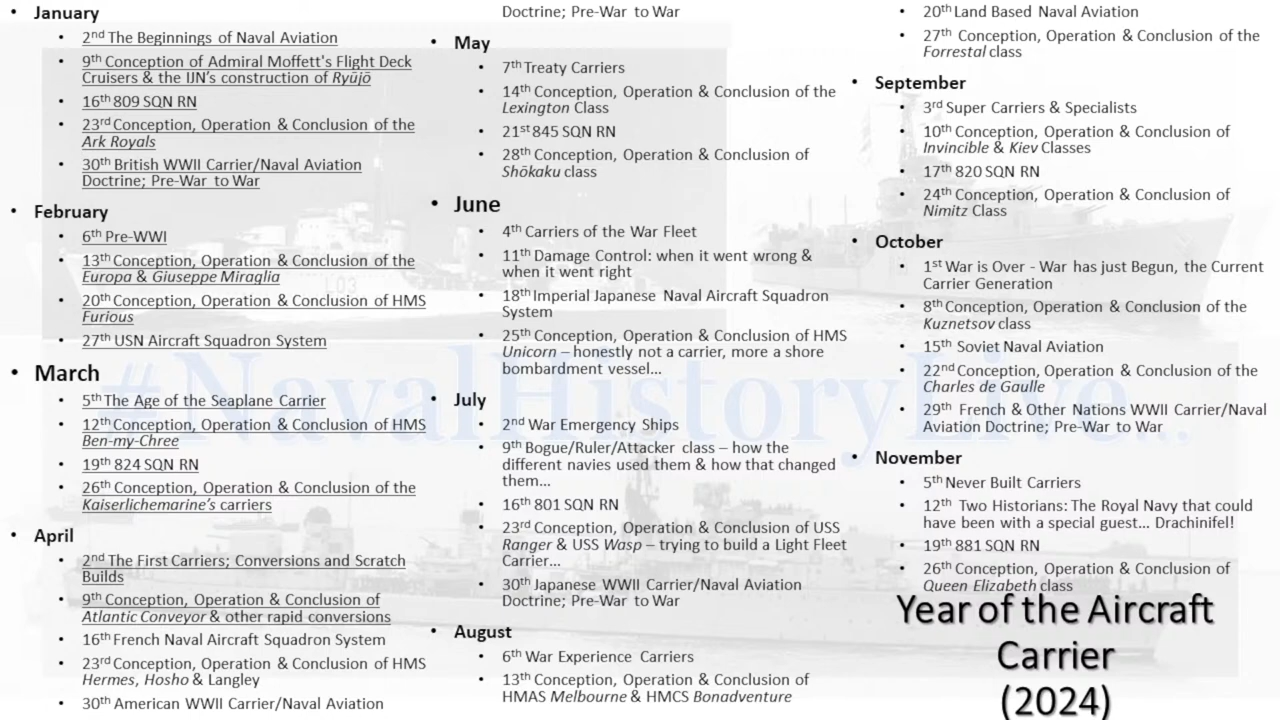 January
2nd The Beginnings of Naval Aviation
9th Conception of Admiral Moffett's Flight Deck
Cruisers & the IJN's construction of Ryūjō
16th 809 SQN RN
23rd Conception, Operation & Conclusion of the
Ark Royals
30th British WWII Carrier/Naval Aviation
Doctrine; Pre-War to War
February
6th Pre-WWI
13th Conception, Operation & Conclusion of the
Europa & Giuseppe Miraglia
20th Conception, Operation & Conclusion of HMS
Furious
27th USN Aircraft Squadron System
March
5th The Age of the Seaplane Carrier
12th Conception, Operation & Conclusion of HMS
Ben-my-Chree
19th 824 SQN RN
26th Conception, Operation & Conclusion of the
Kaiserlichemarine's carriers
April
2nd The First Carriers; Conversions and Scratch
Builds
9th Conception, Operation & Conclusion of
Atlantic Conveyor & other rapid conversions
16th French Naval Aircraft Squadron System
23rd Conception, Operation & Conclusion of HMS
Hermes, Hosho & Langley
30th American WWII Carrier/Naval Aviation
Doctrine; Pre-War to War
May
7th Treaty Carriers
14th Conception, Operation & Conclusion of the
Lexington Class
21st 845 SQN RN
28th Conception, Operation & Conclusion of
Shōkaku class
June
4th Carriers of the War Fleet
11th Damage Control: when it went wrong &
when it went right
18th Imperial Japanese Naval Aircraft Squadron
System
25th Conception, Operation & Conclusion of HMS
Unicorn – honestly not a carrier, more a shore
bombardment vessel...
July
2nd War Emergency Ships
9th Bogue/Ruler/Attacker class – how the
different navies used them & how that changed
them...
16th 801 SQN RN
23rd Conception, Operation & Conclusion of USS
Ranger & USS Wasp – trying to build a Light Fleet
Carrier...
30th Japanese WWII Carrier/Naval Aviation
Doctrine; Pre-War to War
August
6th War Experience Carriers
13th Conception, Operation & Conclusion of
HMAS Melbourne & HMCS Bonadventure
20th Land Based Naval Aviation
27th Conception, Operation & Conclusion of the
Forrestal class
September
3rd Super Carriers & Specialists
10th Conception, Operation & Conclusion of
Invincible & Kiev Classes
17th 820 SQN RN
24th Conception, Operation & Conclusion of
Nimitz Class
October
1st War is Over - War has just Begun, the Current
Carrier Generation
8th Conception, Operation & Conclusion of the
Kuznetsov class
15th Soviet Naval Aviation
22nd Conception, Operation & Conclusion of the
Charles de Gaulle
29th French & Other Nations WWII Carrier/Naval
Aviation Doctrine; Pre-War to War
November
5th Never Built Carriers
12th Two Historians: The Royal Navy that could
have been with a special guest... Drachinifel!
19th 881 SQN RN
26th Conception, Operation & Conclusion of
Queen Elizabeth class
Year of the Aircraft
Carrier
(2024)
#NavalHistoryLive...
L03